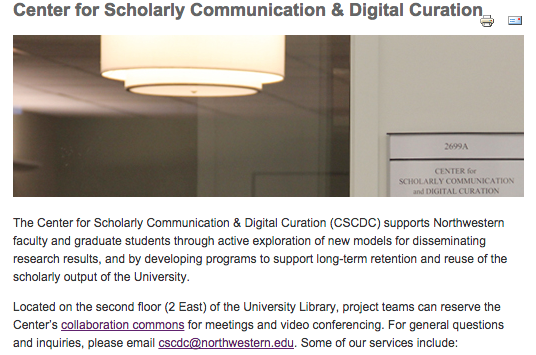 Center for Scholarly Communication & Digital Curation
2699A
CENTER for
SCHOLARLY COMMUNICATION
and DIGITAL CURATION
The Center for Scholarly Communication & Digital Curation (CSCDC) supports Northwestern
faculty and graduate students through active exploration of new models for disseminating
research results, and by developing programs to support long-term retention and reuse of the
scholarly output of the University.
Located on the second floor (2 East) of the University Library, project teams can reserve the
Center's collaboration commons for meetings and video conferencing. For general questions
and inquiries, please email cscdc@northwestern.edu. Some of our services include: